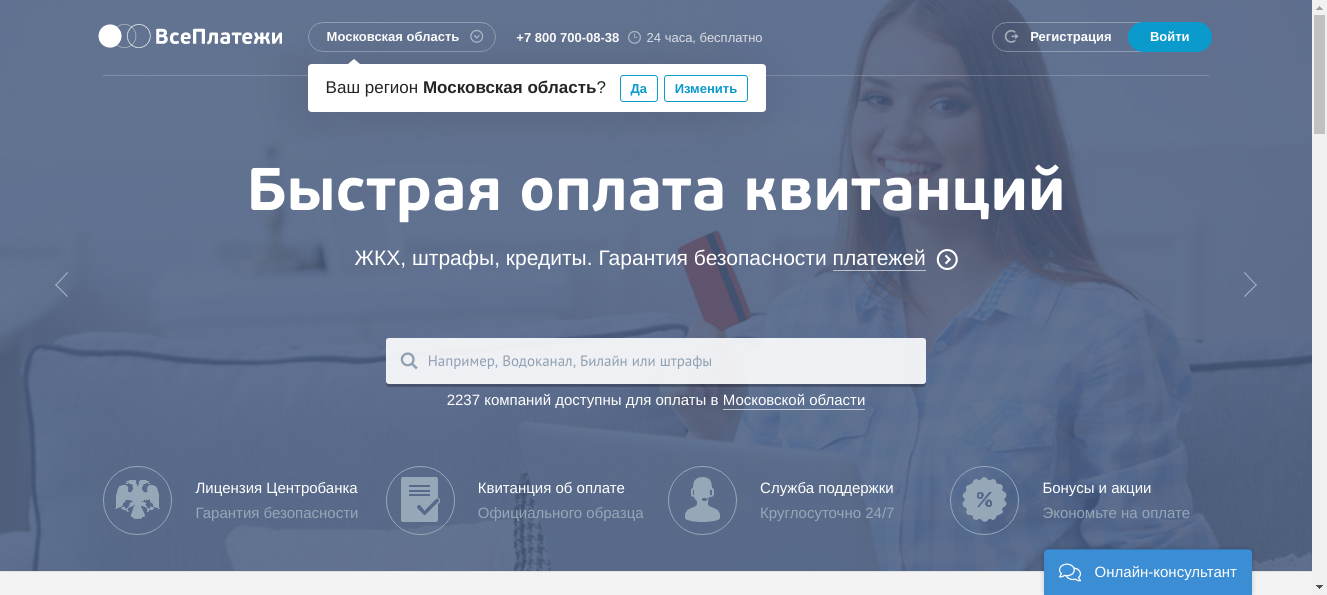 ВсеПлатежи
Московская область
+7 800 700-08-38
24 часа, бесплатно
Регистрация
Войти
Ваш регион Московская область?
Да
Изменить
Быстрая оплата квитанций
ЖКХ, штрафы, кредиты. Гарантия безопасности платежей
Например, Водоканал, Билайн или штрафы
2237 компаний доступны для оплаты в Московской области
Лицензия Центробанка
Гарантия безопасности
Квитанция об оплате
Официального образца
Служба поддержки
Круглосуточно 24/7
%
Бонусы и акции
Экономьте на оплате
Онлайн-консультант